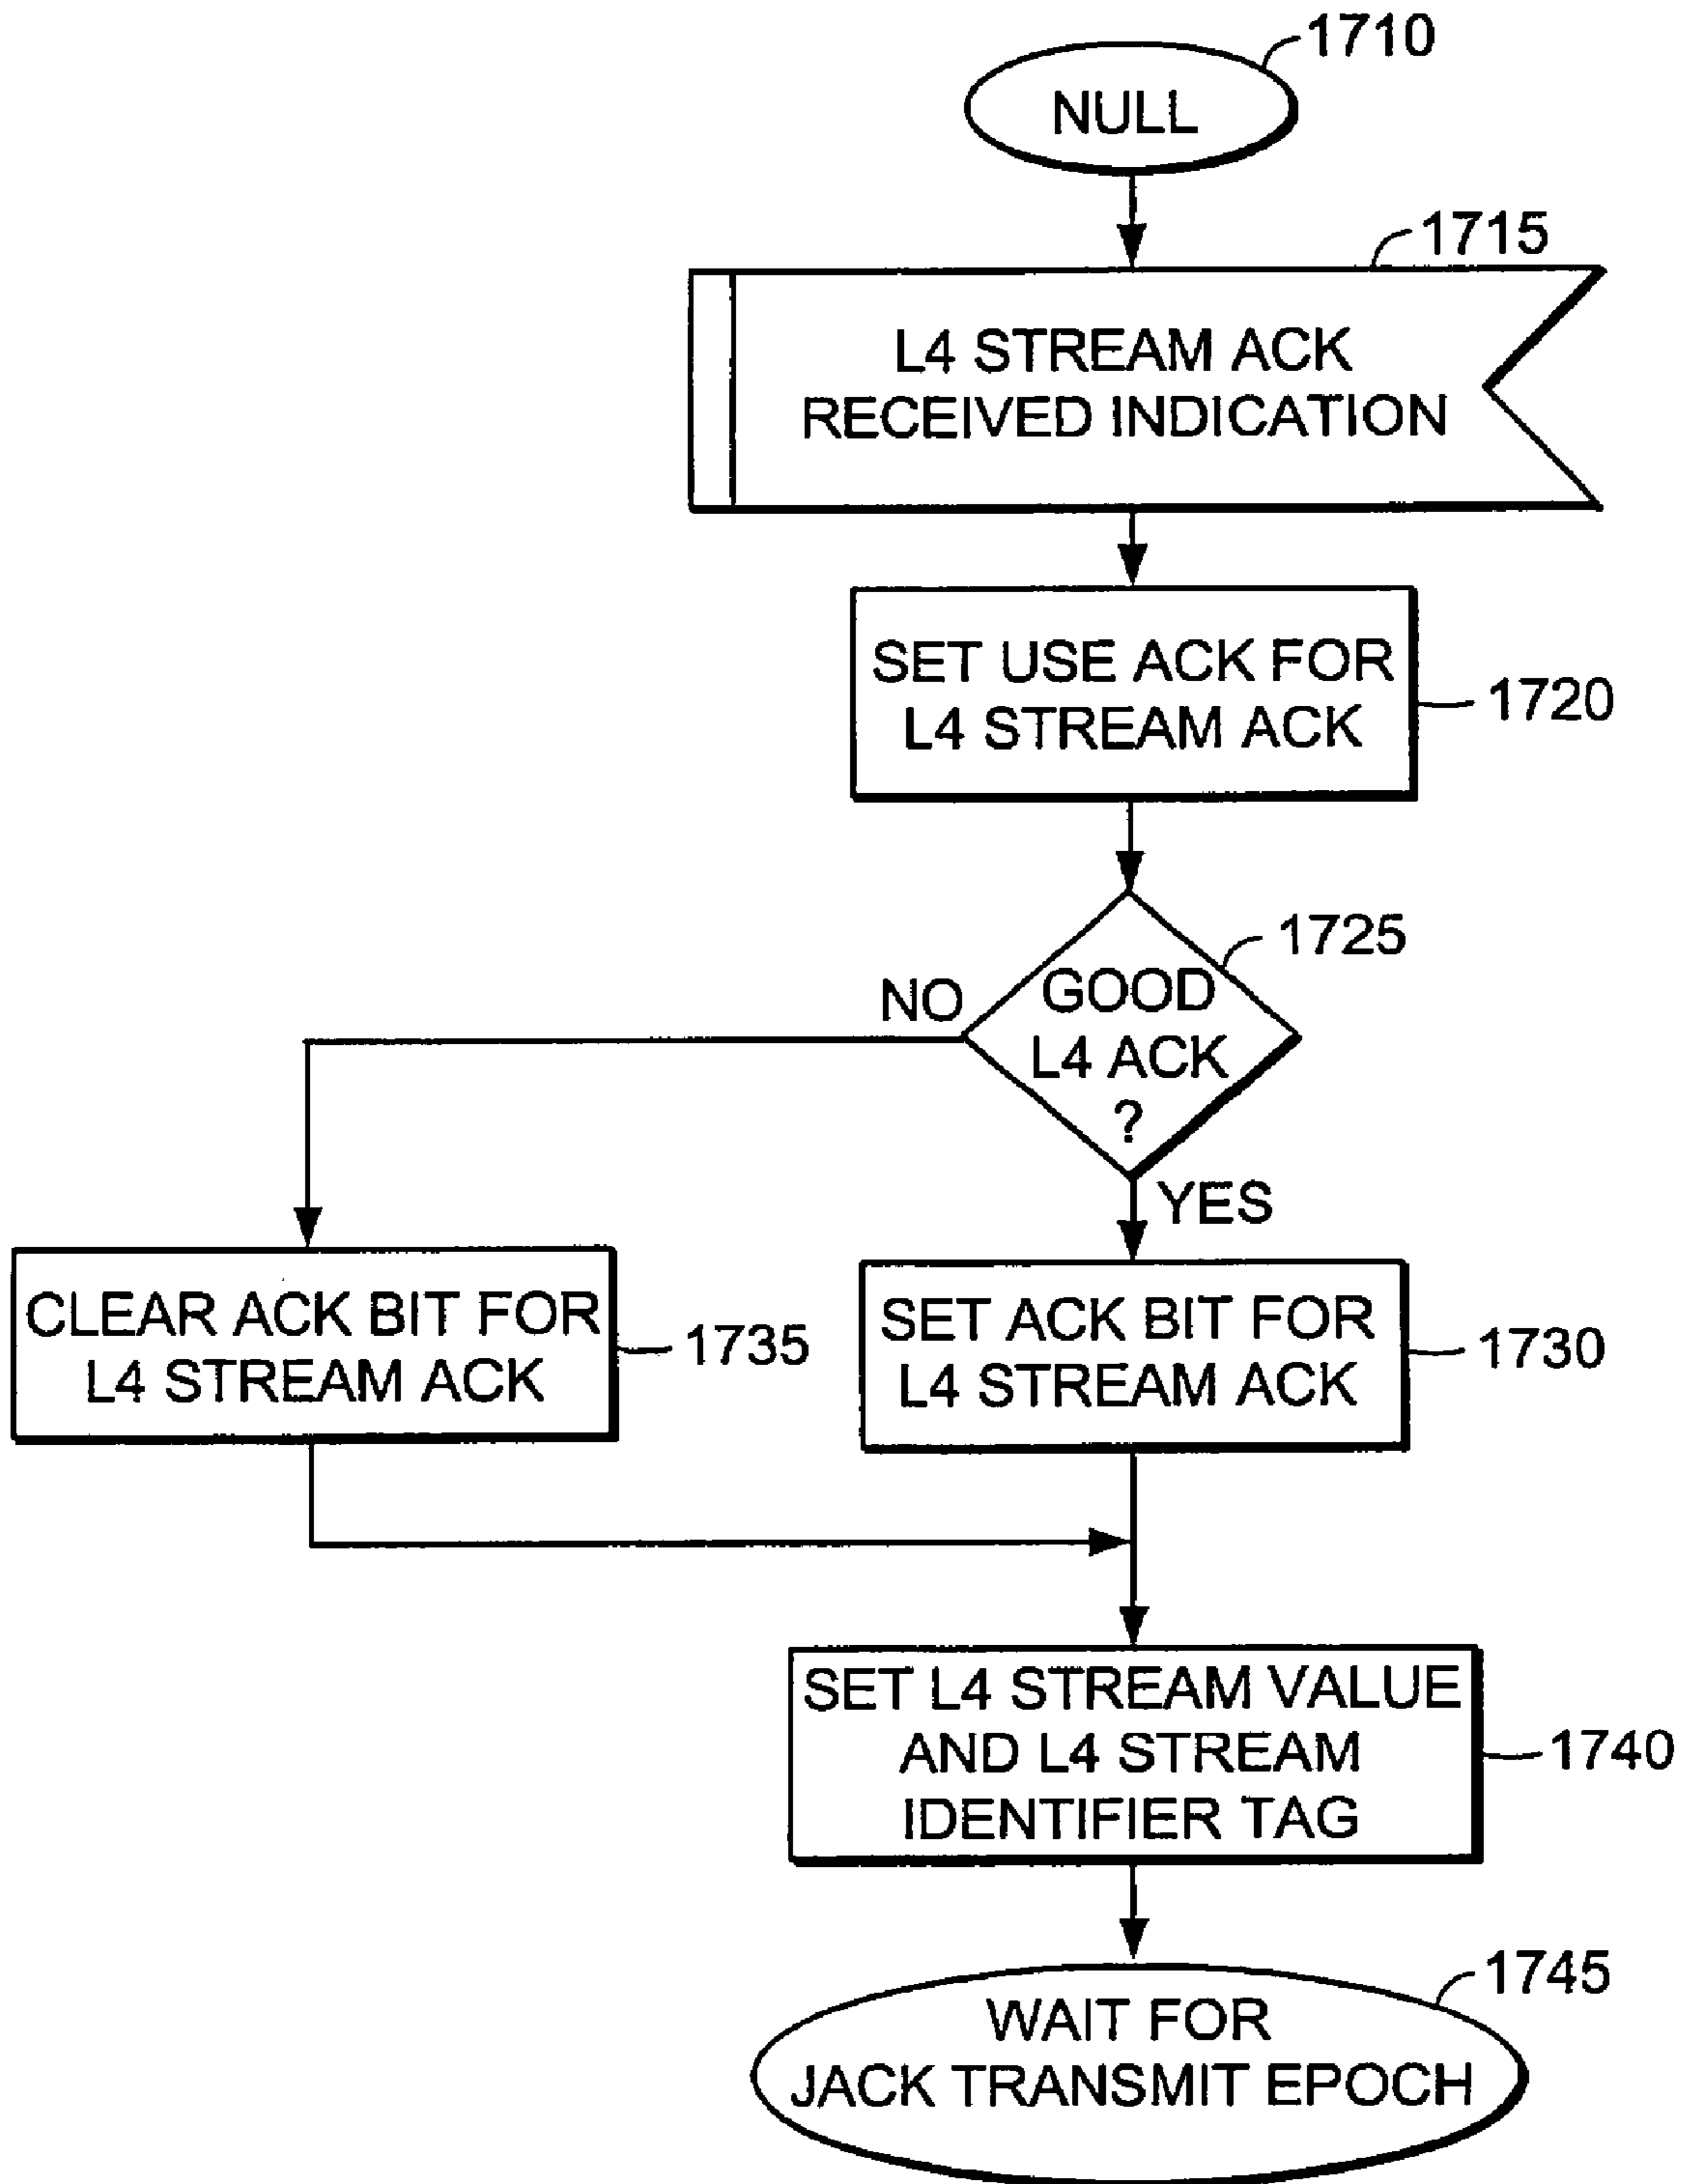 1710
NULL
1715
L4 STREAM ACK
RECEIVED INDICATION
SET USE ACK FOR
L4 STREAM ACK
1720
1725
NO
GOOD
L4 ACK
?
YES
CLEAR ACK BIT FOR
L4 STREAM ACK
1735
SET ACK BIT FOR
L4 STREAM ACK
1730
SET L4 STREAM VALUE
AND L4 STREAM
IDENTIFIER TAG
1740
1745
WAIT FOR
JACK TRANSMIT EPOCH